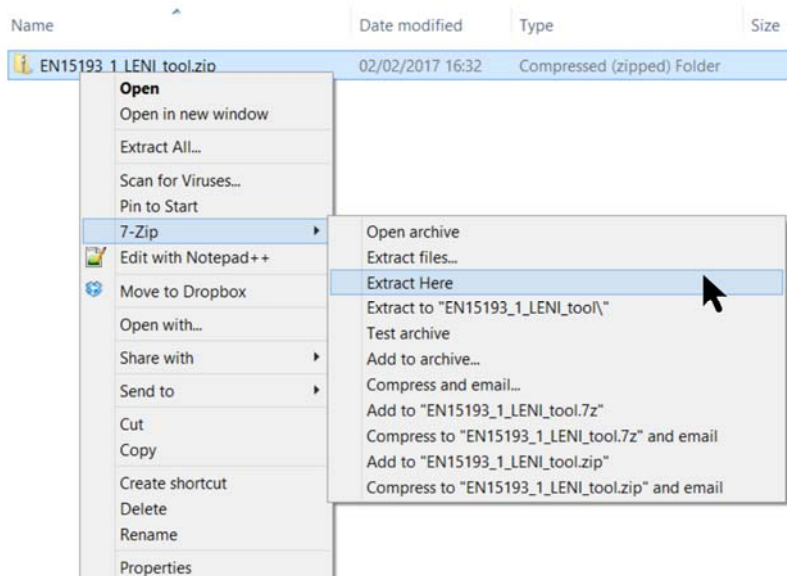 Name Date modified Type Size
EN15193_1_LENI_tool.zip 02/02/2017 16:32 Compressed (zipped) Folder
Open
Open in new window
Extract All...
Scan for Viruses...
Pin to Start
7-Zip
Edit with Notepad++
Move to Dropbox
Open with...
Share with
Send to
Cut
Copy
Create shortcut
Delete
Rename
Properties
Open archive
Extract files...
Extract Here
Extract to "EN15193_1_LENI_tool\"
Test archive
Add to archive...
Compress and email...
Add to "EN15193_1_LENI_tool.7z"
Compress to "EN15193_1_LENI_tool.7z" and email
Add to "EN15193_1_LENI_tool.zip"
Compress to "EN15193_1_LENI_tool.zip" and email